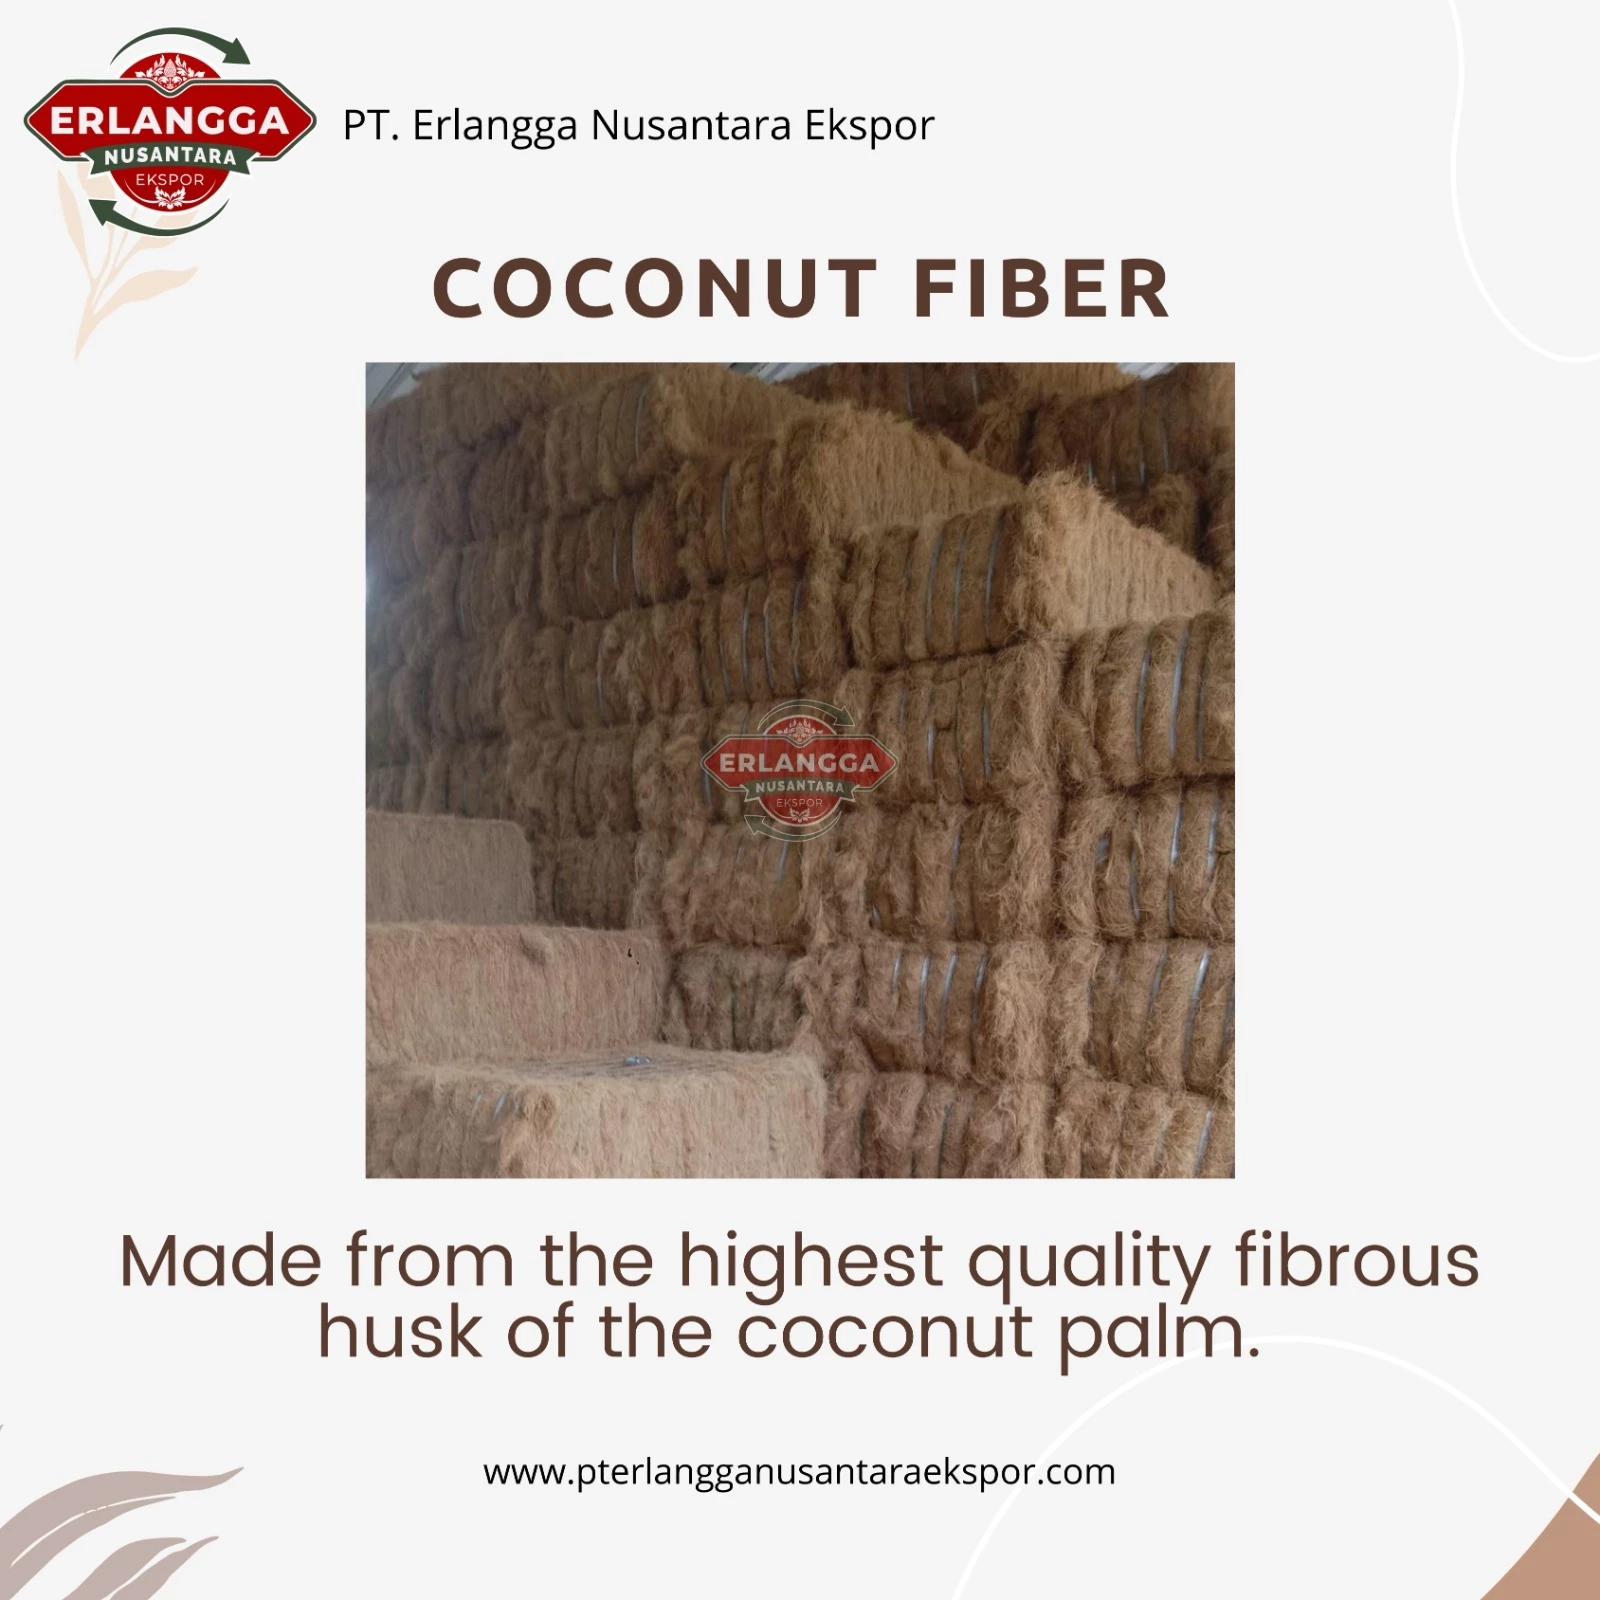 ERLANGGA
NUSANTARA
EKSPOR
PT. Erlangga Nusantara Ekspor
COCONUT FIBER
ERLANGGA
NUSANTARA
EKSPOR
Made from the highest quality fibrous
husk of the coconut palm.
www.pterlangganusantaraekspor.com